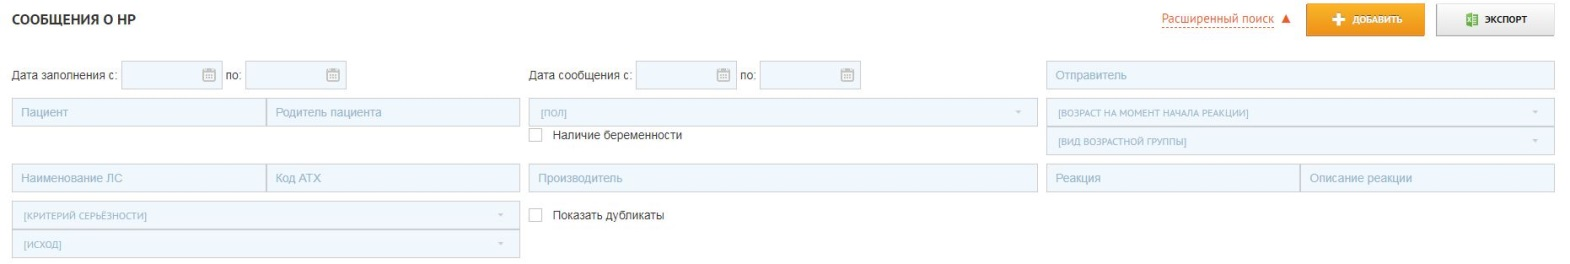 СООБЩЕНИЯ О НР
Расширенный поиск
ДОБАВИТЬ
ЭКСПОРТ
Дата заполнения с: по:
Дата сообщения с: по:
Отправитель
Пациент
Родитель пациента
[ПОЛ]
[ВОЗРАСТ НА МОМЕНТ НАЧАЛА РЕАКЦИИ]
Наличие беременности
[ВИД ВОЗРАСТНОЙ ГРУППЫ]
Наименование ЛС
Код АТХ
Производитель
Реакция
Описание реакции
[КРИТЕРИЙ СЕРЬЁЗНОСТИ]
Показать дубликаты
[ИСХОД]